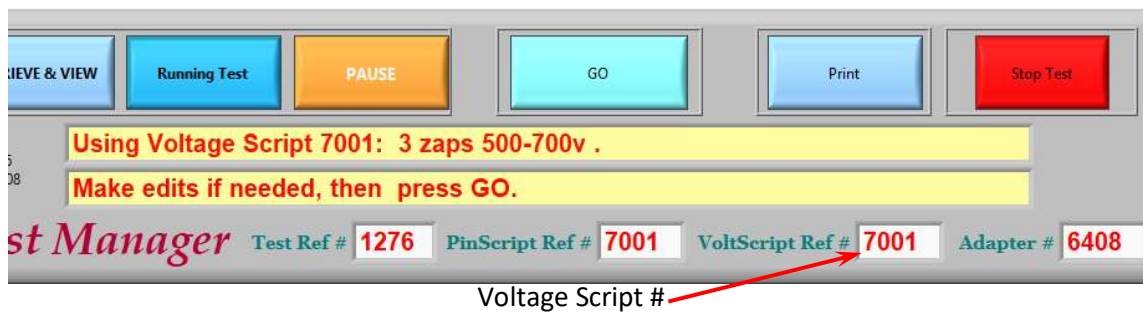 IEVE & VIEW Running Test PAUSE GO Print Stop Test
Using Voltage Script 7001: 3 zaps 500-700v .
08
Make edits if needed, then press GO.
st Manager Test Ref # 1276 PinScript Ref # 7001 VoltScript Ref # 7001 Adapter # 6408
Voltage Script #